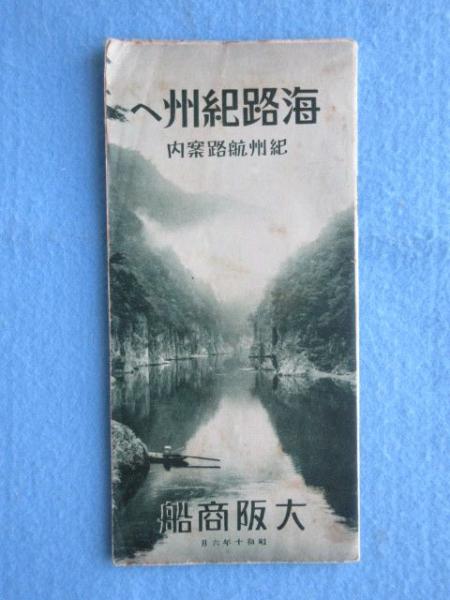 海路紀州へ
紀州航路案内
大阪商船
昭和十年六月